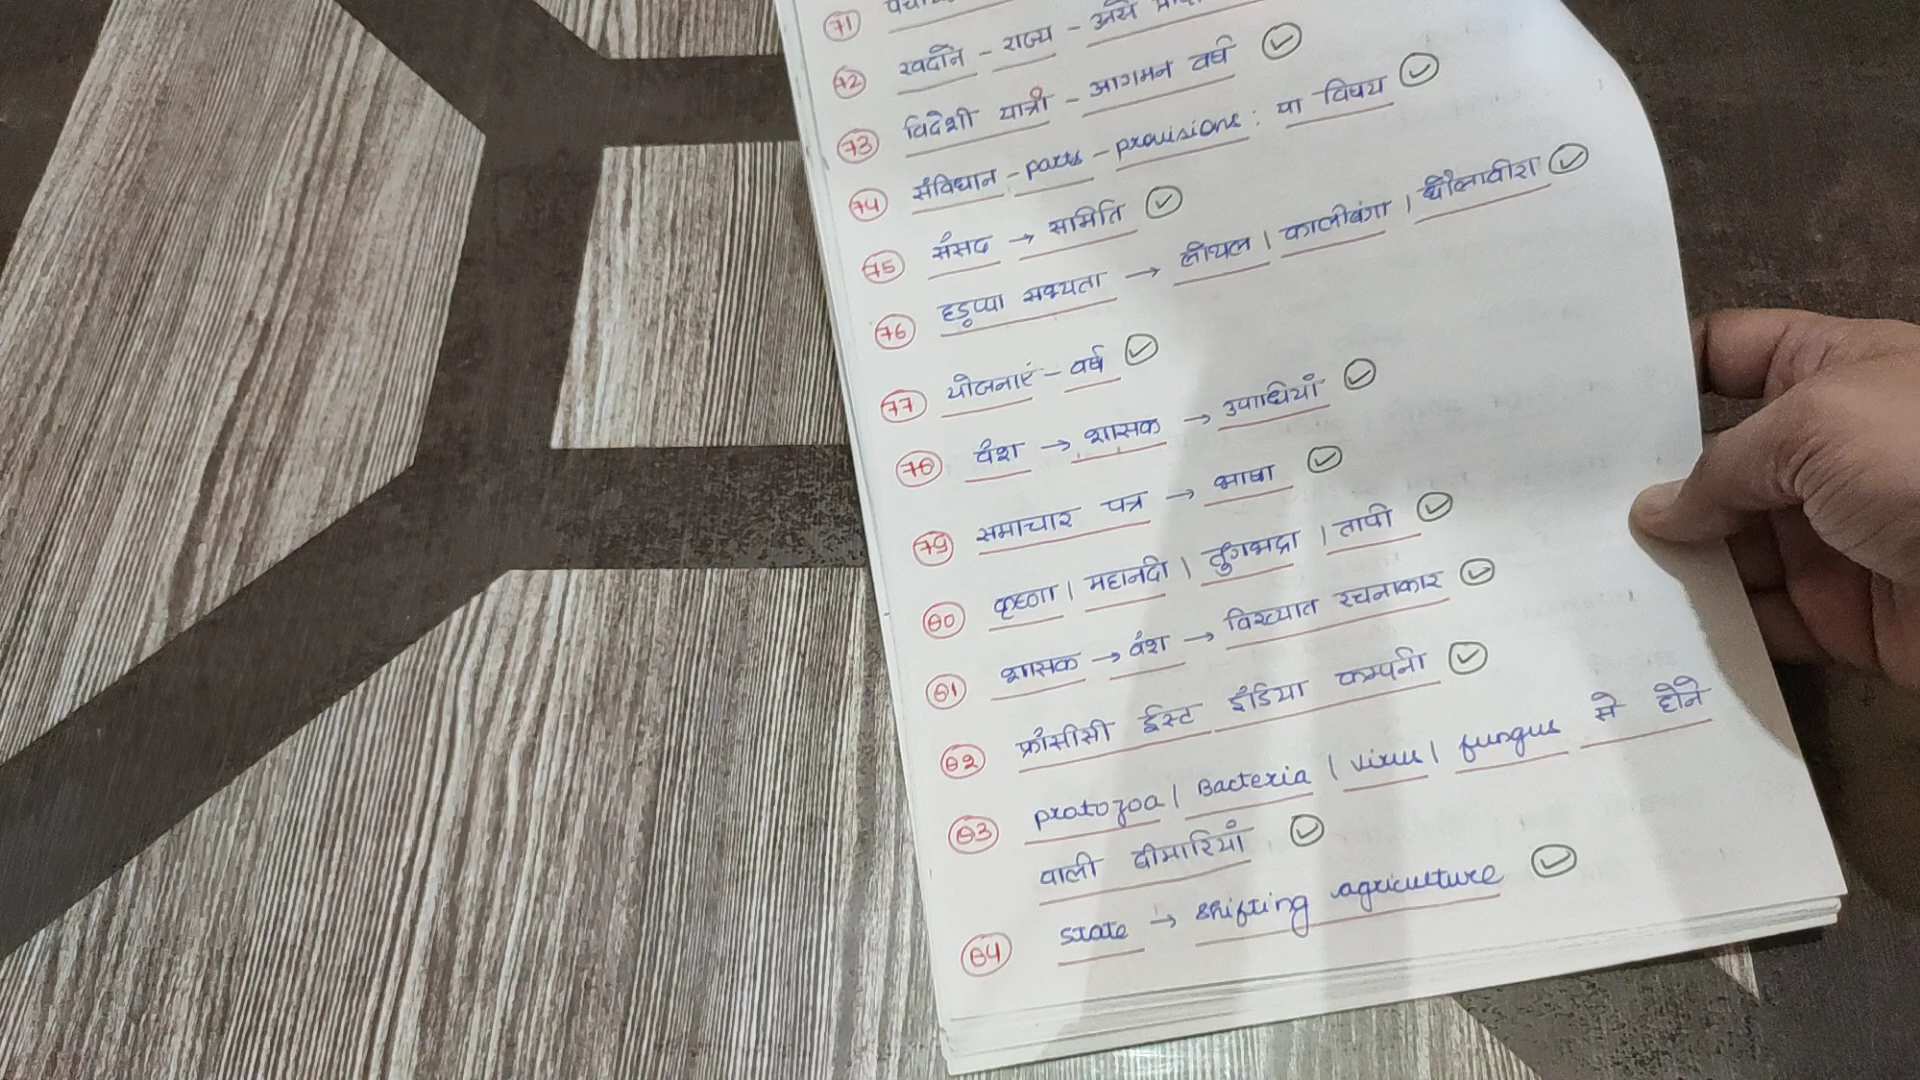 71
72 खदानें - राज्य -
73 विदेशी यात्री - आगमन वर्ष
74 संविधान - parts - provisions : या विषय
75 संसद → समिति
76 हड़प्पा सभ्यता → लोथल | कालीबंगा | धौलावीरा
77 योजनाएं - वर्ष
78 वंश → शासक → उपाधियां
79 समाचार पत्र → भाषा
80 कृष्णा | महानदी | तुंगभद्रा | तापी
81 शासक → वंश → विख्यात रचनाकार
82 फ्रांसीसी ईस्ट इंडिया कम्पनी
83 protozoa | Bacteria | virus | fungus से होने
वाली बीमारियां
84 state → shifting agriculture